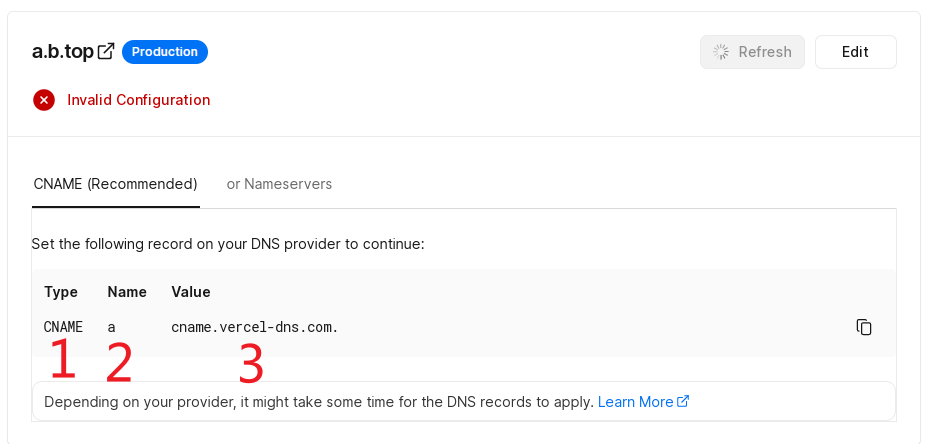 a.b.top Production Refresh Edit
Invalid Configuration
CNAME (Recommended) or Nameservers
Set the following record on your DNS provider to continue:
Type Name Value
CNAME a cname.vercel-dns.com.
1 2 3
Depending on your provider, it might take some time for the DNS records to apply. Learn More